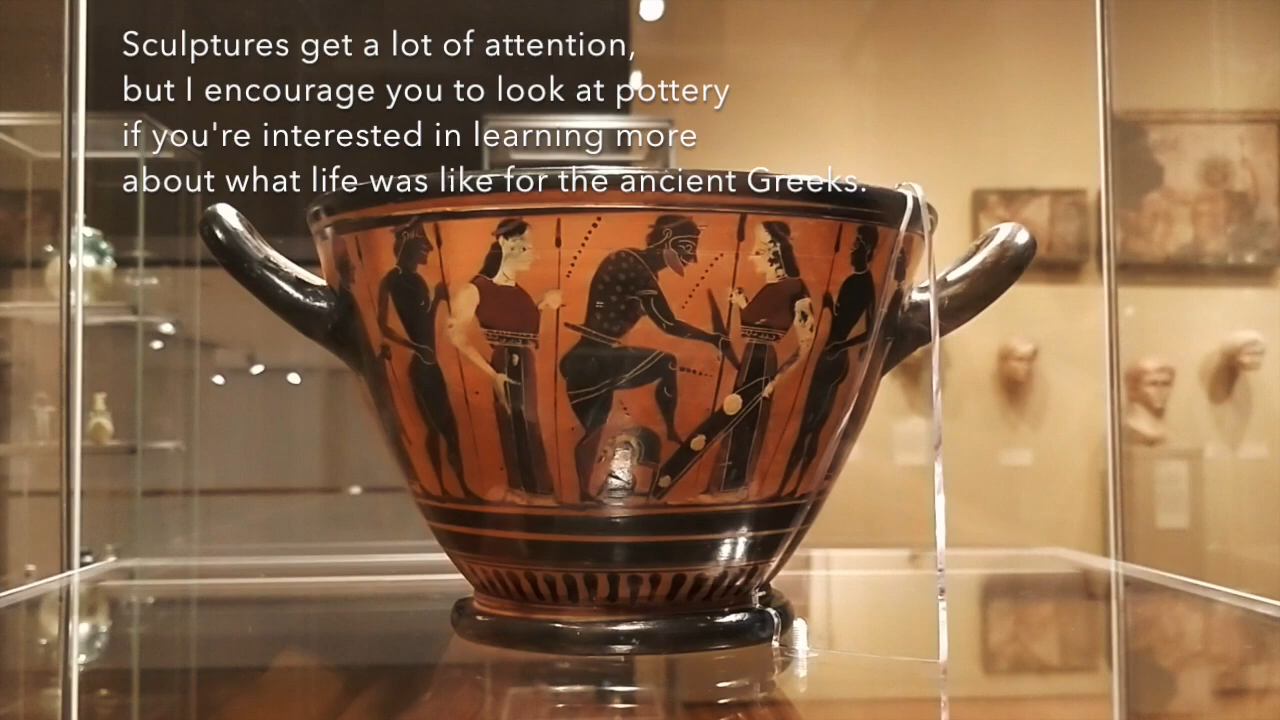 Sculptures get a lot of attention,
but I encourage you to look at pottery
if you're interested in learning more
about what life was like for the ancient Greeks.